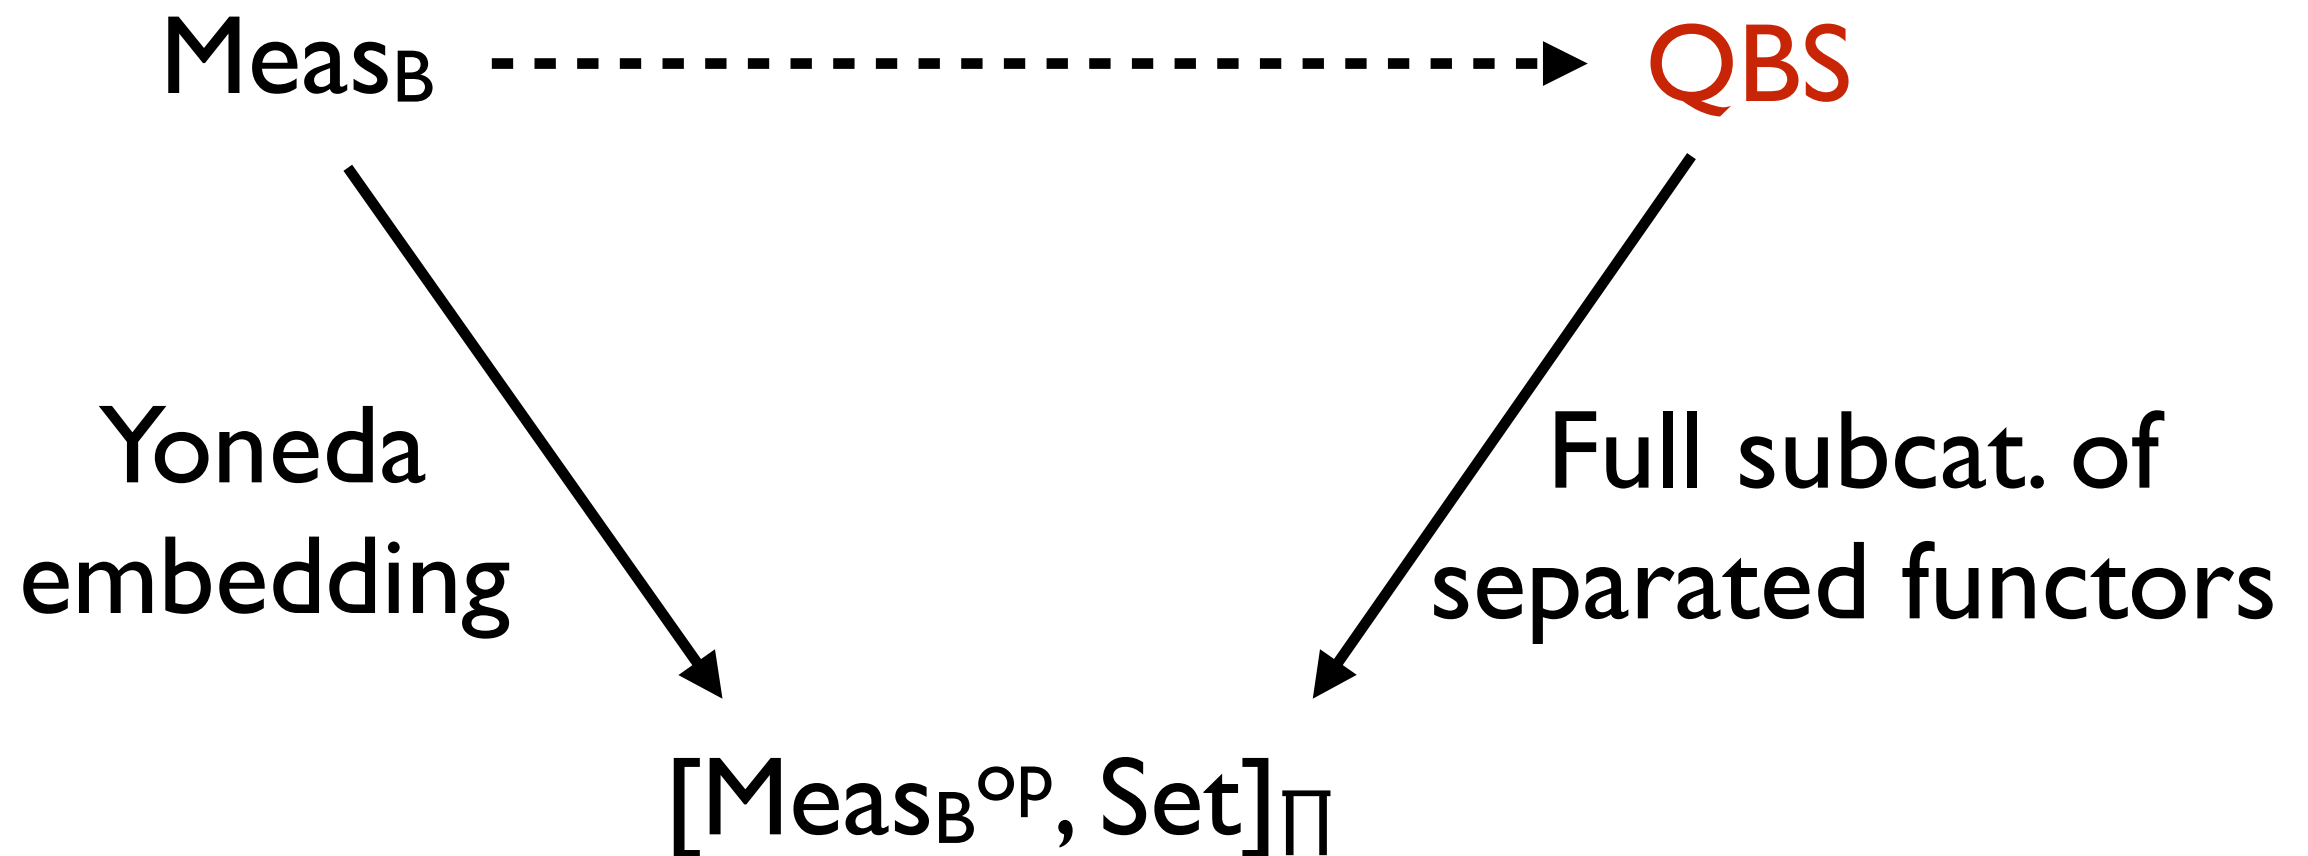 Meas_B QBS
Yoneda
embedding
Full subcat. of
separated functors
[Meas_B^op, Set]_Π